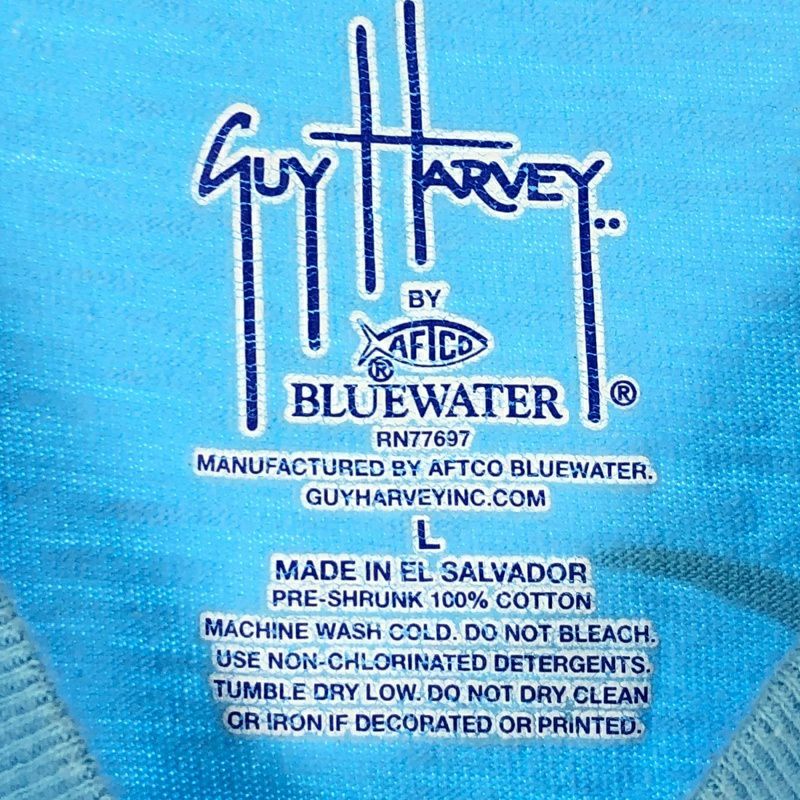 GUY HARVEY..
BY
AFTCO
®
BLUEWATER ®
RN77697
MANUFACTURED BY AFTCO BLUEWATER.
GUYHARVEYINC.COM
L
MADE IN EL SALVADOR
PRE-SHRUNK 100% COTTON
MACHINE WASH COLD. DO NOT BLEACH.
USE NON-CHLORINATED DETERGENTS.
TUMBLE DRY LOW. DO NOT DRY CLEAN
OR IRON IF DECORATED OR PRINTED.